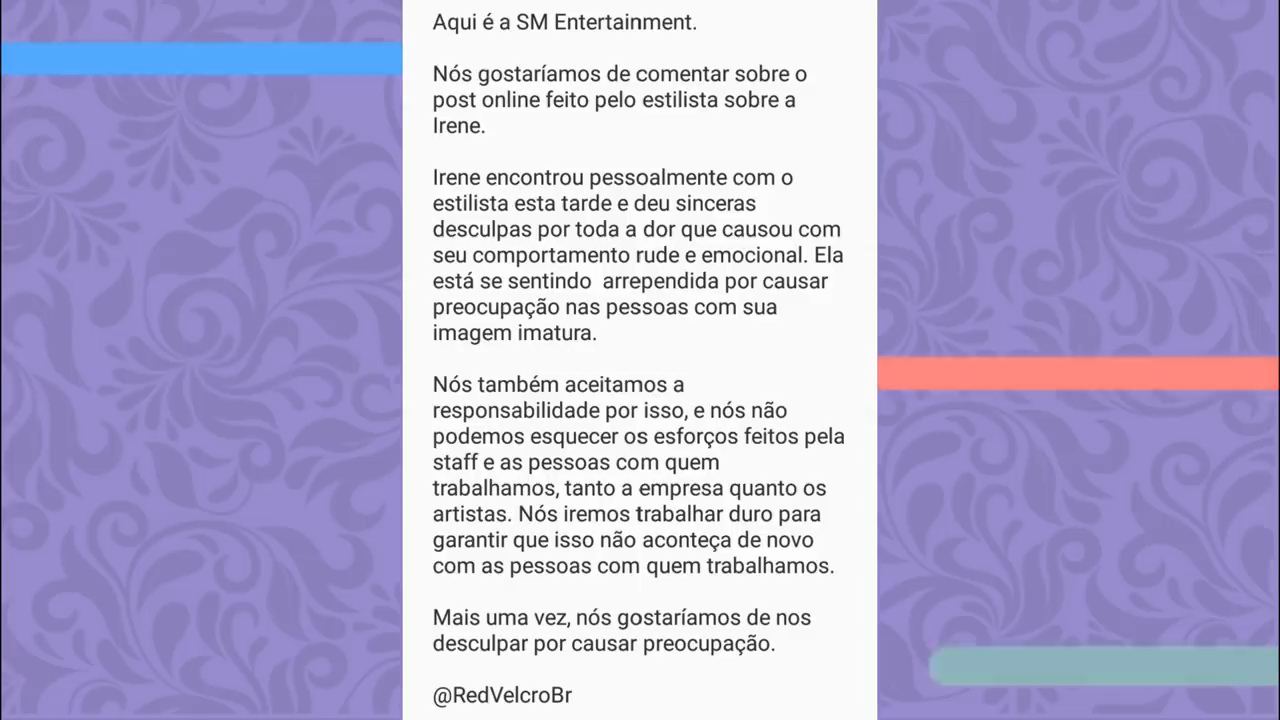 Aqui é a SM Entertainment.
Nós gostaríamos de comentar sobre o
post online feito pelo estilista sobre a
Irene.
Irene encontrou pessoalmente com o
estilista esta tarde e deu sinceras
desculpas por toda a dor que causou com
seu comportamento rude e emocional. Ela
está se sentindo arrependida por causar
preocupação nas pessoas com sua
imagem imatura.
Nós também aceitamos a
responsabilidade por isso, e nós não
podemos esquecer os esforços feitos pela
staff e as pessoas com quem
trabalhamos, tanto a empresa quanto os
artistas. Nós iremos trabalhar duro para
garantir que isso não aconteça de novo
com as pessoas com quem trabalhamos.
Mais uma vez, nós gostaríamos de nos
desculpar por causar preocupação.
@RedVelcroBr